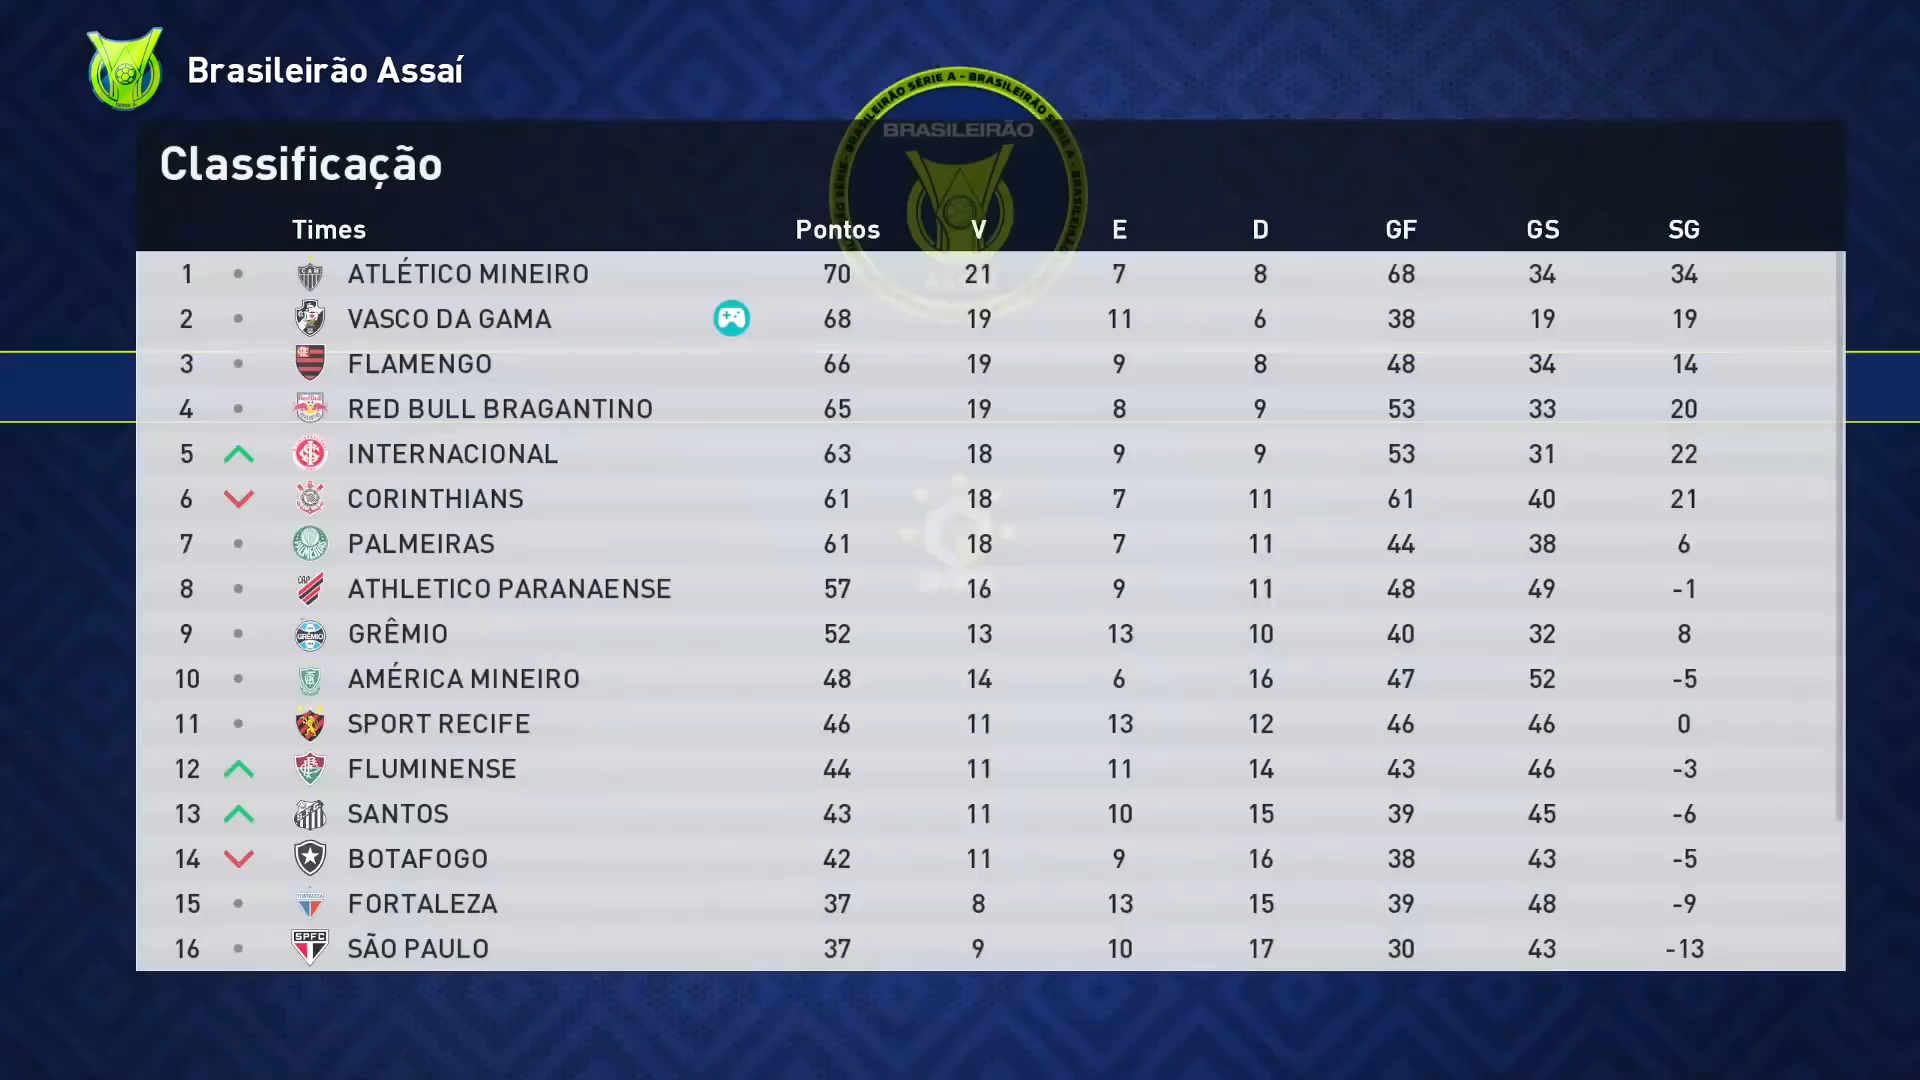 Brasileirão Assaí
BRASILEIRÃO SÉRIE A - BRASILEIRÃO SÉRIE A - BRASILEIRÃO SÉRIE
BRASILEIRÃO
Classificação
Times Pontos V E D GF GS SG
1 ATLÉTICO MINEIRO 70 21 7 8 68 34 34
2 VASCO DA GAMA 68 19 11 6 38 19 19
3 FLAMENGO 66 19 9 8 48 34 14
4 RED BULL BRAGANTINO 65 19 8 9 53 33 20
5 INTERNACIONAL 63 18 9 9 53 31 22
6 CORINTHIANS 61 18 7 11 61 40 21
7 PALMEIRAS 61 18 7 11 44 38 6
8 ATHLETICO PARANAENSE 57 16 9 11 48 49 -1
9 GRÊMIO 52 13 13 10 40 32 8
10 AMÉRICA MINEIRO 48 14 6 16 47 52 -5
11 SPORT RECIFE 46 11 13 12 46 46 0
12 FLUMINENSE 44 11 11 14 43 46 -3
13 SANTOS 43 11 10 15 39 45 -6
14 BOTAFOGO 42 11 9 16 38 43 -5
15 FORTALEZA 37 8 13 15 39 48 -9
16 SÃO PAULO 37 9 10 17 30 43 -13